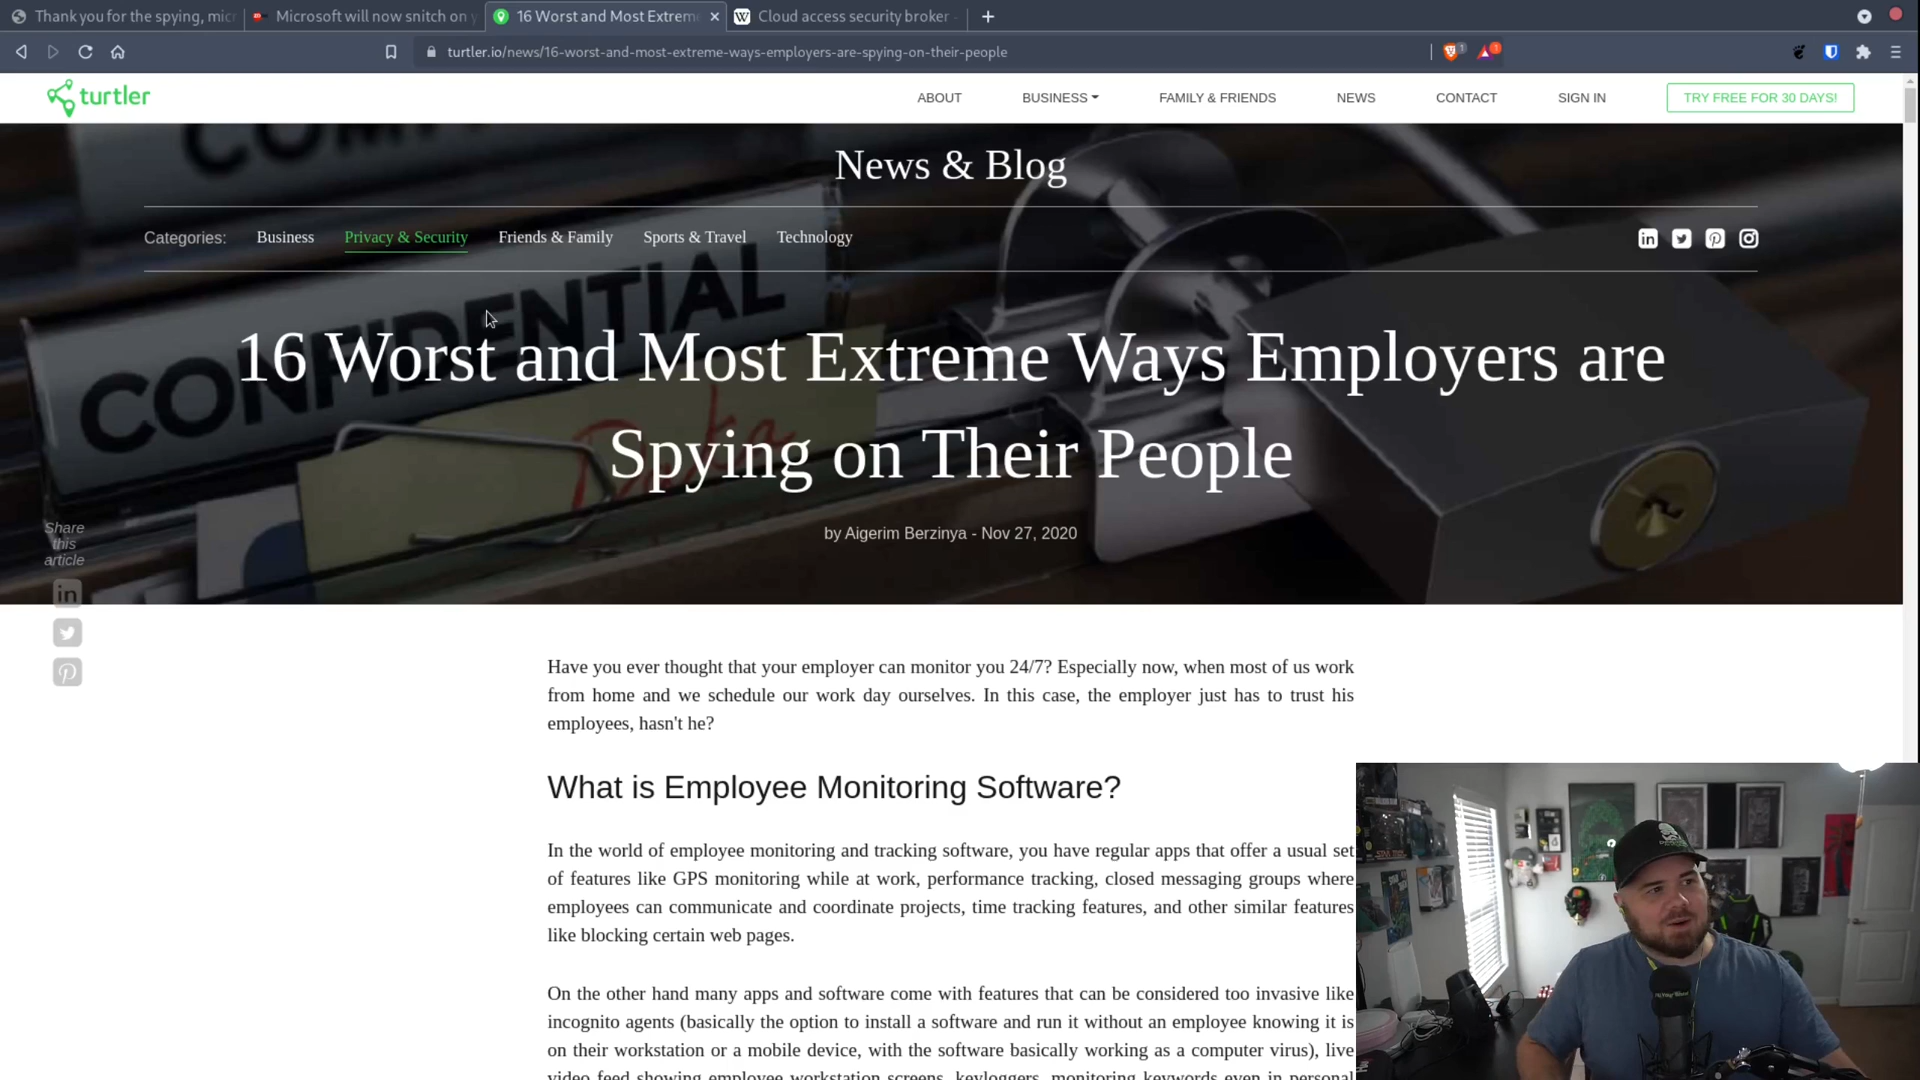 Thank you for the spying, micr
Microsoft will now snitch on y
16 Worst and Most Extrem
Cloud access security broker -
turtler.io/news/16-worst-and-most-extreme-ways-employers-are-spying-on-their-people
1
1
turtler
ABOUT
BUSINESS
FAMILY & FRIENDS
NEWS
CONTACT
SIGN IN
TRY FREE FOR 30 DAYS!
News & Blog
Categories:
Business
Privacy & Security
Friends & Family
Sports & Travel
Technology
CONFIDENTIAL
16 Worst and Most Extreme Ways Employers are
Spying on Their People
by Aigerim Berzinya - Nov 27, 2020
Share
this
article
Have you ever thought that your employer can monitor you 24/7? Especially now, when most of us work
from home and we schedule our work day ourselves. In this case, the employer just has to trust his
employees, hasn't he?
What is Employee Monitoring Software?
In the world of employee monitoring and tracking software, you have regular apps that offer a usual set
of features like GPS monitoring while at work, performance tracking, closed messaging groups where
employees can communicate and coordinate projects, time tracking features, and other similar features
like blocking certain web pages.
On the other hand many apps and software come with features that can be considered too invasive like
incognito agents (basically the option to install a software and run it without an employee knowing it is
on their workstation or a mobile device, with the software basically working as a computer virus), live
video feed showing employee workstation screens, keyloggers, monitoring keywords even in personal